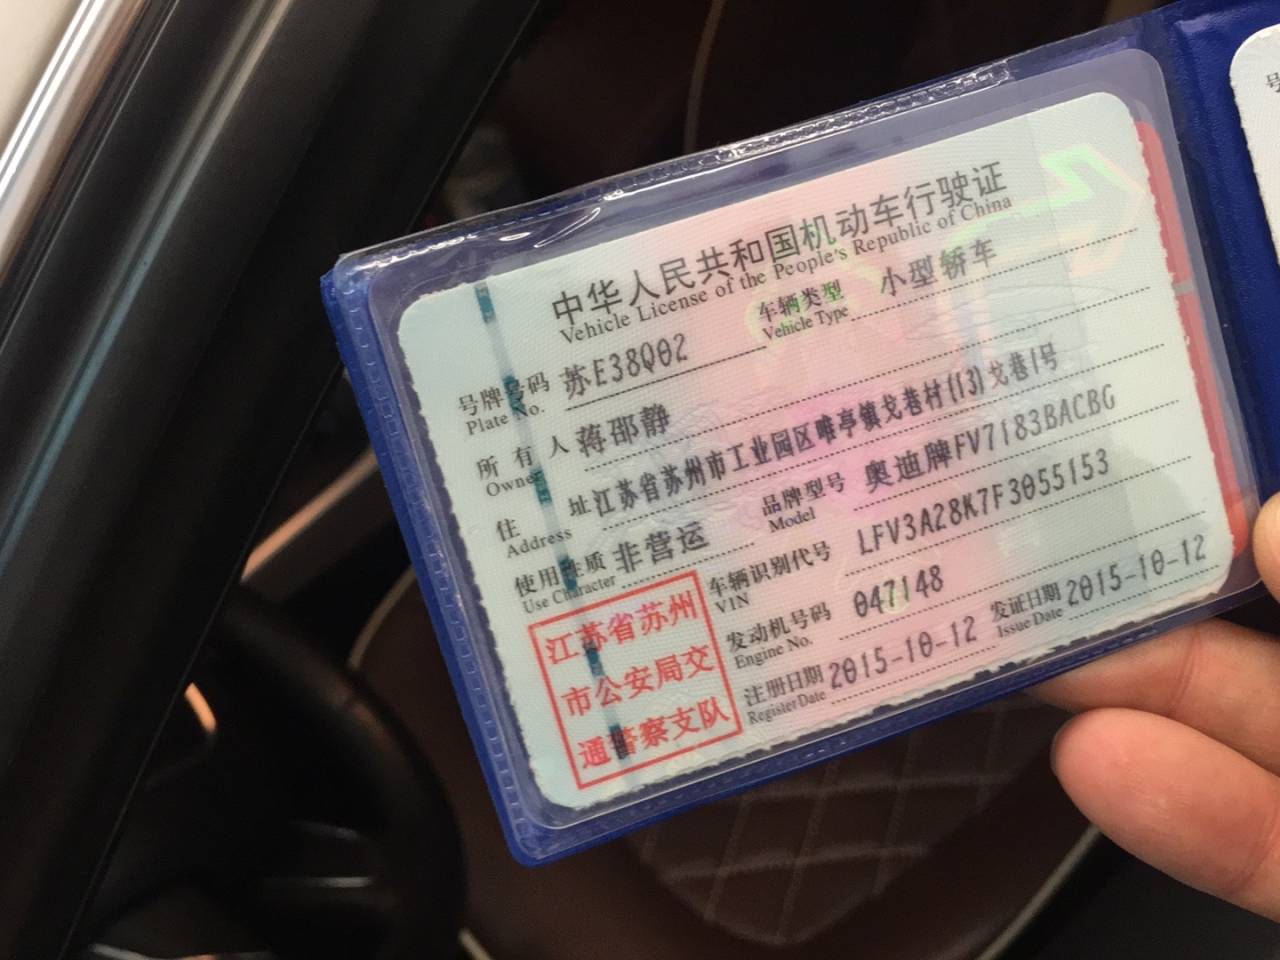 中华人民共和国机动车行驶证
Vehicle License of the People's Republic of China
号牌号码 苏E38Q02 车辆类型 小型轿车
Plate No. Vehicle Type
所有人 蒋邵静
Owner
住址 江苏省苏州市工业园区唯亭镇戈巷村(13)戈巷1号
Address
使用性质 非营运 品牌型号 奥迪牌FV7183BACBG
Use Character Model
车辆识别代号 LFV3A28K7F3055153
VIN
发动机号码 047148
Engine No.
注册日期 2015-10-12 发证日期 2015-10-12
Register Date Issue Date
江苏省苏州
市公安局交
通警察支队
号